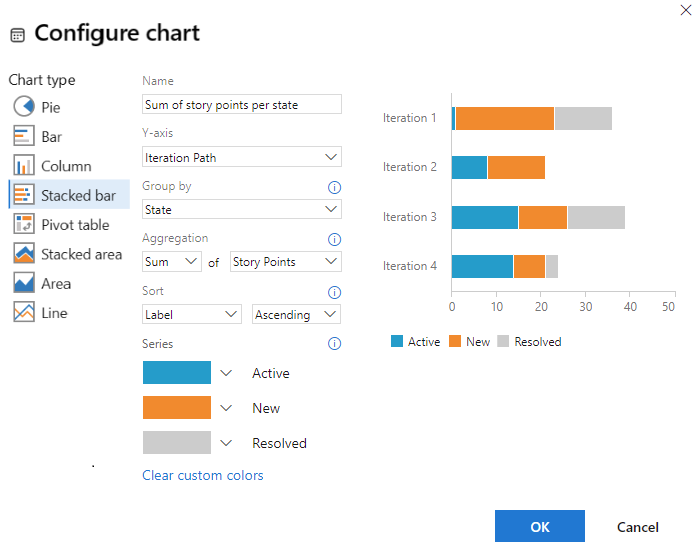 Configure chart
Chart type
Pie
Bar
Column
Stacked bar
Pivot table
Stacked area
Area
Line
Name
Sum of story points per state
Y-axis
Iteration Path
Group by
State
Aggregation
Sum of Story Points
Sort
Label Ascending
Series
Active
New
Resolved
Clear custom colors
Iteration 1
Iteration 2
Iteration 3
Iteration 4
0 10 20 30 40 50
Active New Resolved
OK Cancel